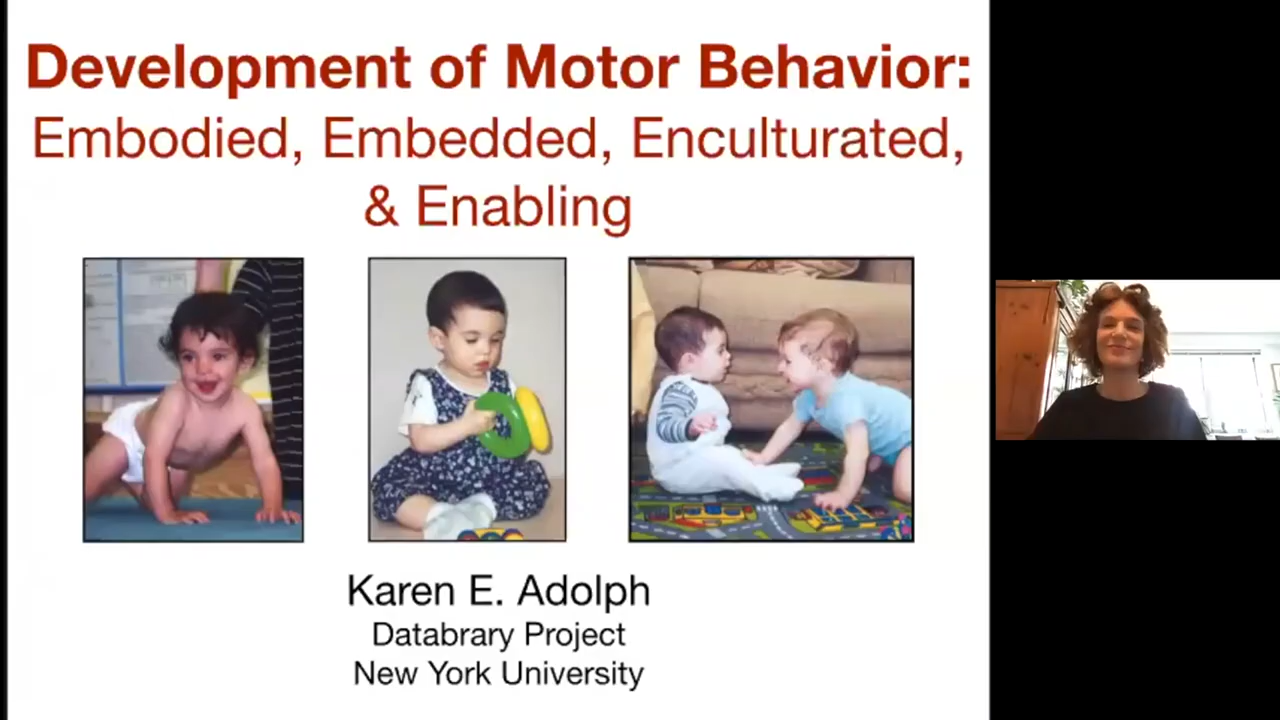 Development of Motor Behavior:
Embodied, Embedded, Enculturated,
& Enabling
Karen E. Adolph
Databrary Project
New York University